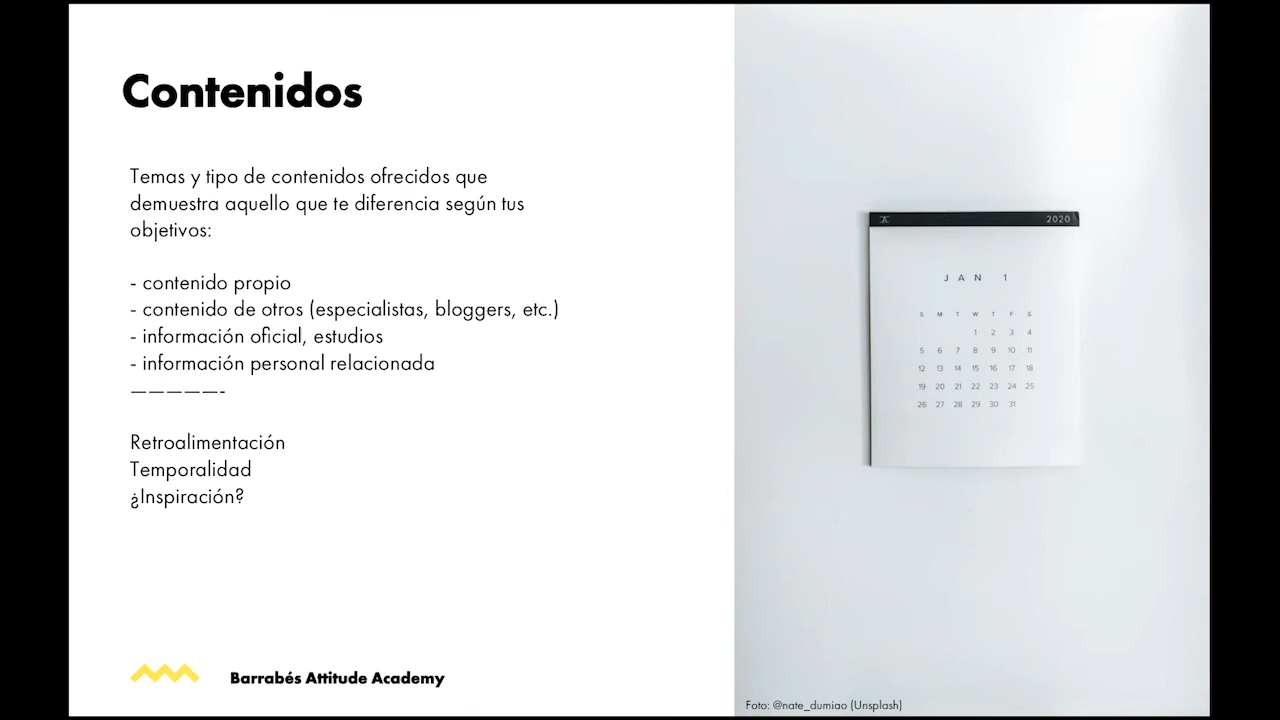 Contenidos
Temas y tipo de contenidos ofrecidos que
demuestra aquello que te diferencia según tus
objetivos:
- contenido propio
- contenido de otros (especialistas, bloggers, etc.)
- información oficial, estudios
- información personal relacionada
—————-
Retroalimentación
Temporalidad
¿Inspiración?
Barrabés Attitude Academy
2020
JAN 1
S M T W T F S
1 2 3 4
5 6 7 8 9 10 11
12 13 14 15 16 17 18
19 20 21 22 23 24 25
26 27 28 29 30 31
Foto: @nate_dumiao (Unsplash)